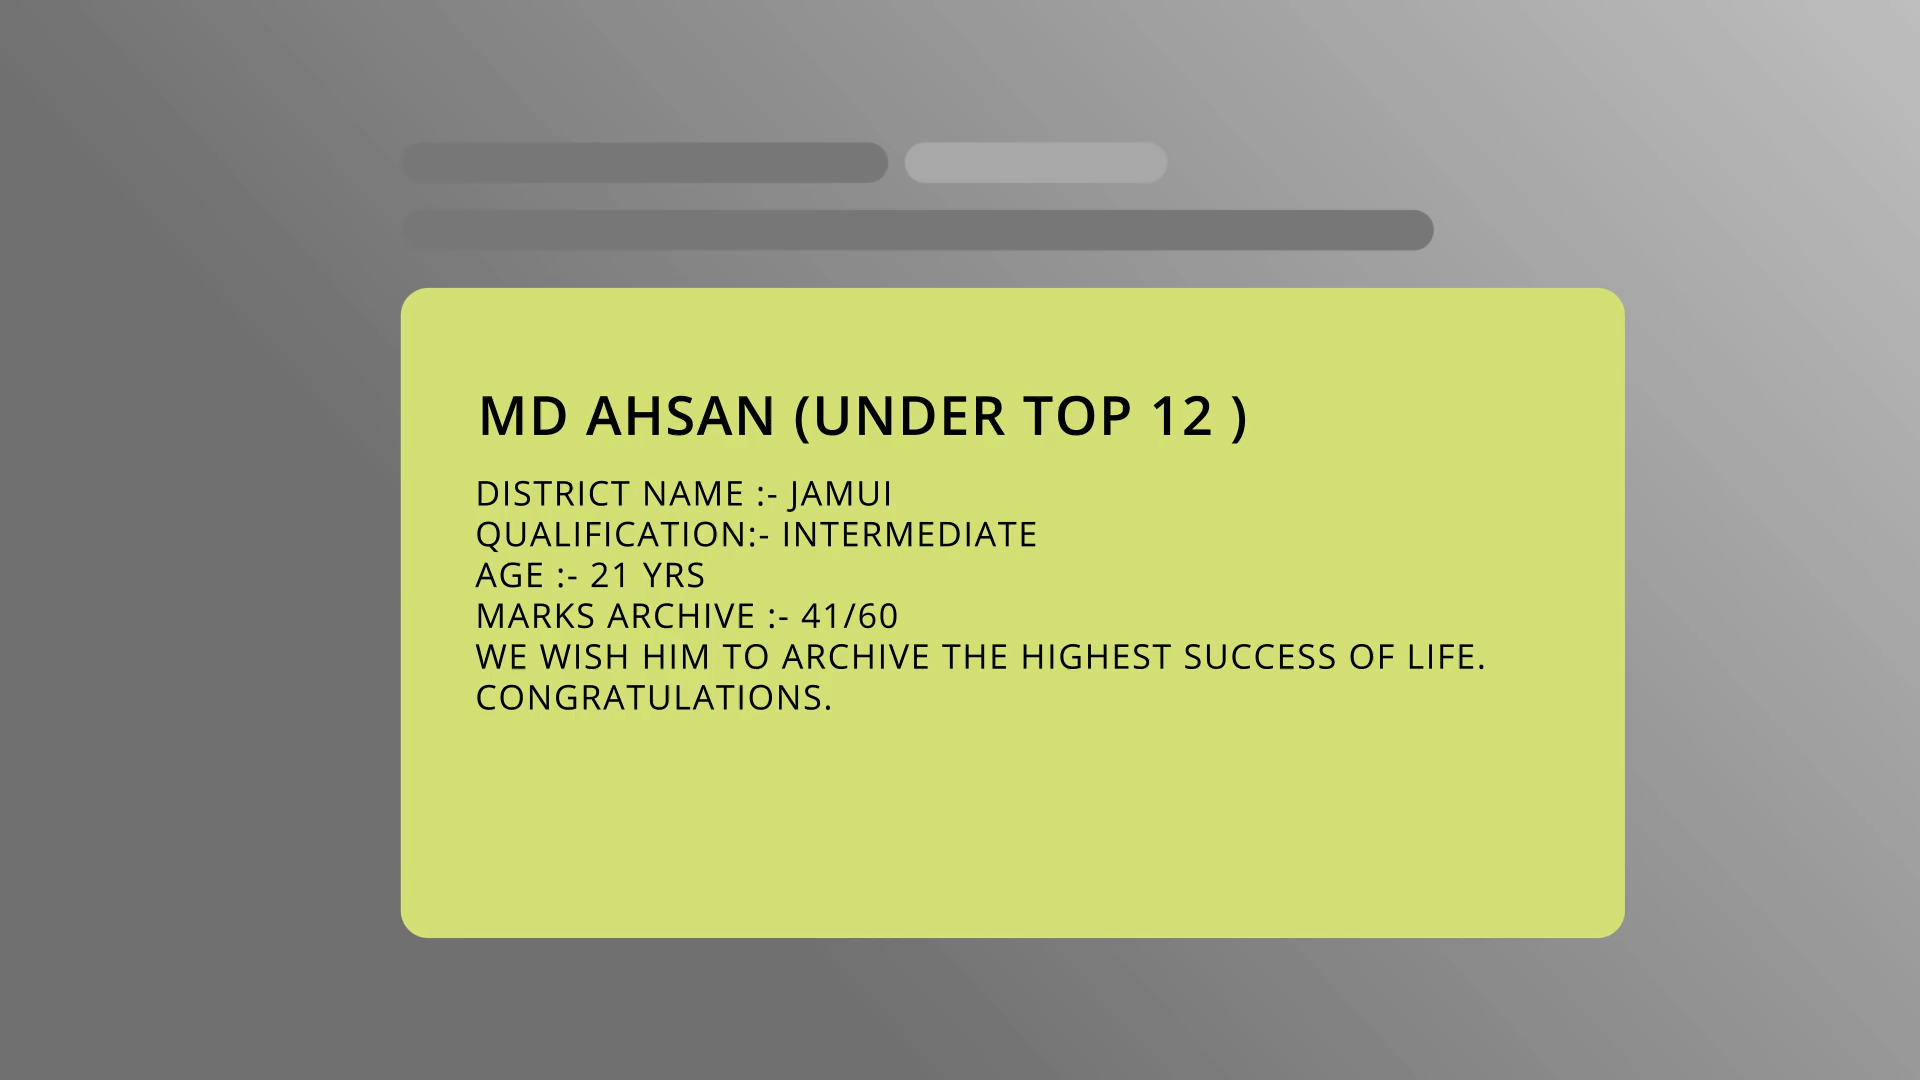 MD AHSAN (UNDER TOP 12 )
DISTRICT NAME :- JAMUI
QUALIFICATION:- INTERMEDIATE
AGE :- 21 YRS
MARKS ARCHIVE :- 41/60
WE WISH HIM TO ARCHIVE THE HIGHEST SUCCESS OF LIFE.
CONGRATULATIONS.